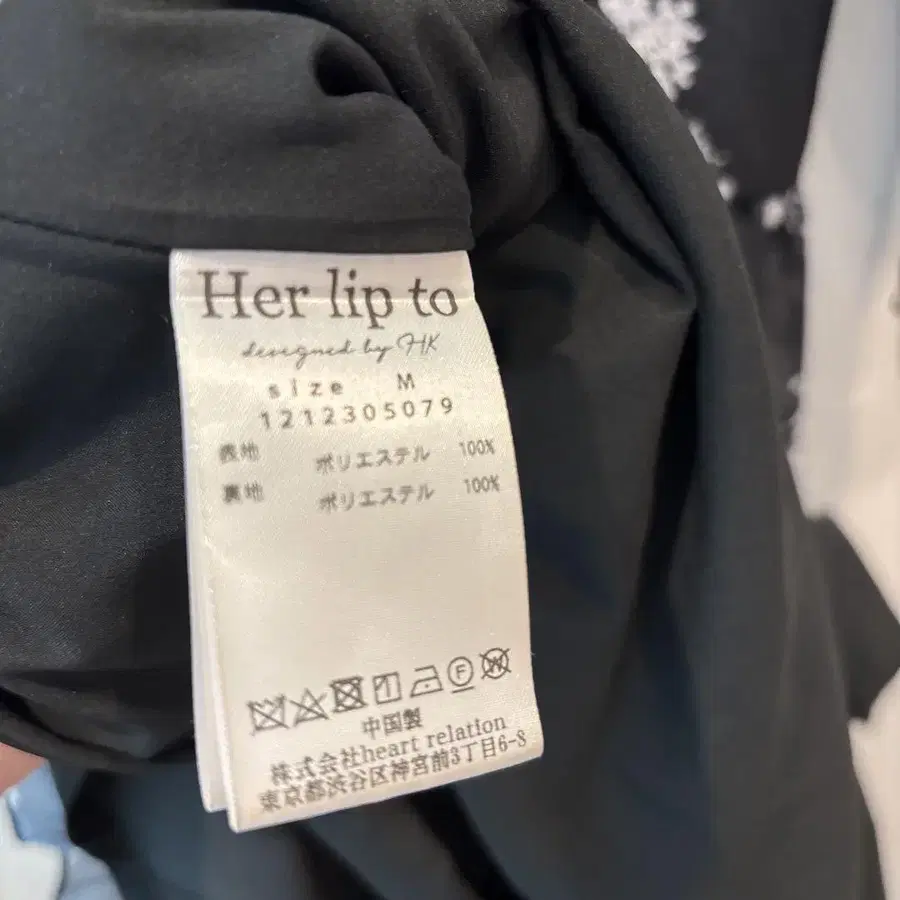 Her lip to
designed by HK
size M
1212305079
表地 ポリエステル 100%
裏地 ポリエステル 100%
F W
中国製
株式会社heart relation
東京都渋谷区神宮前3丁目6-8